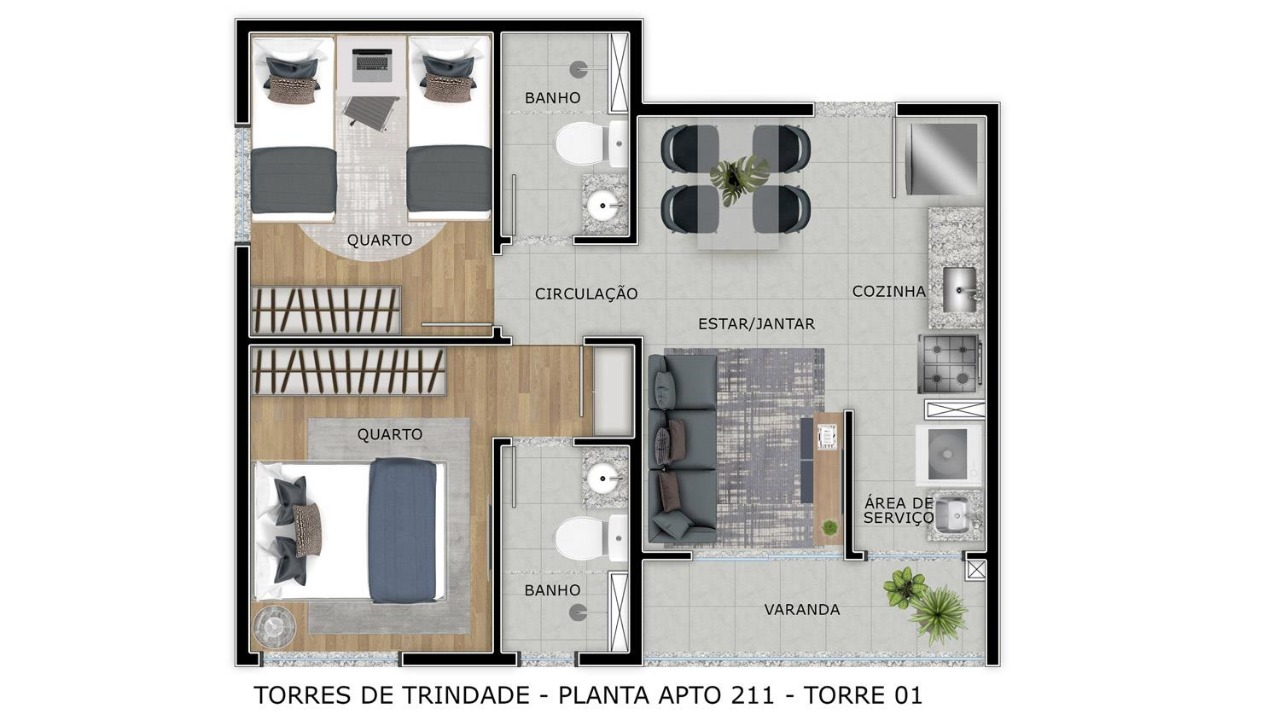 BANHO
QUARTO
CIRCULAÇÃO
COZINHA
ESTAR/JANTAR
QUARTO
ÁREA DE
SERVIÇO
BANHO
VARANDA
TORRES DE TRINDADE - PLANTA APTO 211 - TORRE 01